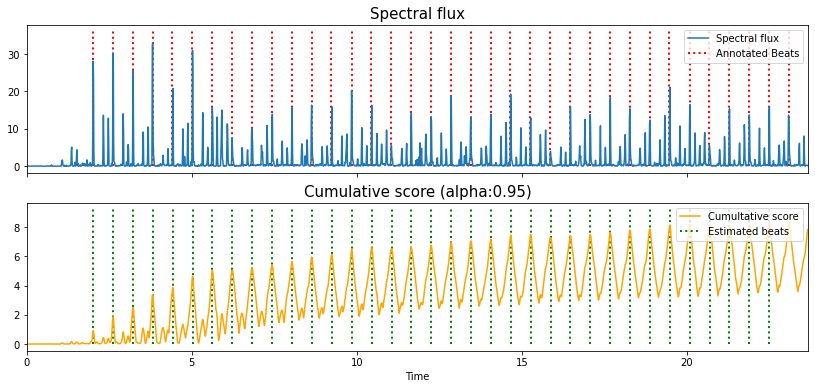 Spectral flux
Spectral flux
Annotated Beats
30
20
10
0
Cumulative score (alpha:0.95)
Cumultative score
Estimated beats
8
6
4
2
0
0 5 10 15 20
Time